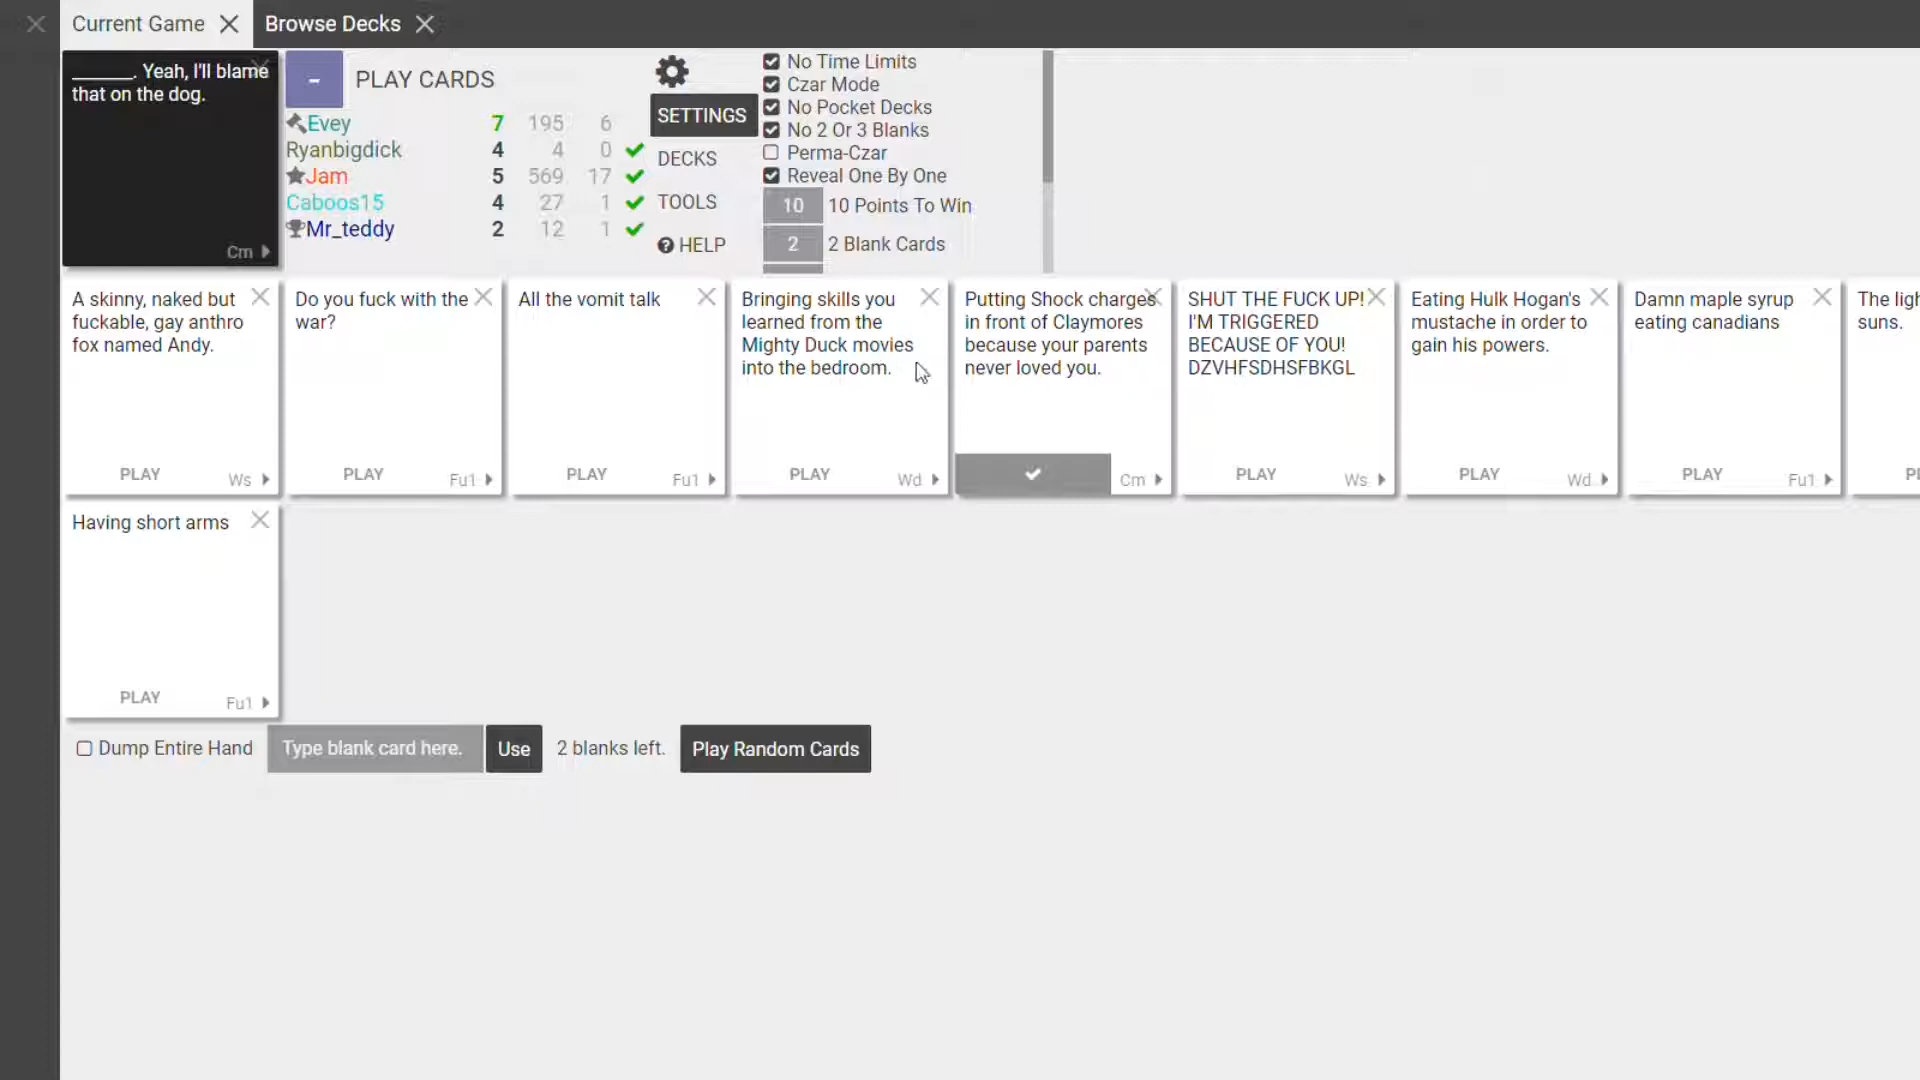 Current Game
Browse Decks
______. Yeah, I'll blame
that on the dog.
Cm
-
PLAY CARDS
Evey 7 195 6
Ryanbigdick 4 4 0
Jam 5 569 17
Caboos15 4 27 1
Mr_teddy 2 12 1
SETTINGS
DECKS
TOOLS
HELP
No Time Limits
Czar Mode
No Pocket Decks
No 2 Or 3 Blanks
Perma-Czar
Reveal One By One
10 10 Points To Win
2 2 Blank Cards
A skinny, naked but
fuckable, gay anthro
fox named Andy.
PLAY Ws
Do you fuck with the
war?
PLAY Fu1
All the vomit talk
PLAY Fu1
Bringing skills you
learned from the
Mighty Duck movies
into the bedroom.
PLAY Wd
Putting Shock charges
in front of Claymores
because your parents
never loved you.
Cm
SHUT THE FUCK UP!
I'M TRIGGERED
BECAUSE OF YOU!
DZVHFSDHSFBKGL
PLAY Ws
Eating Hulk Hogan's
mustache in order to
gain his powers.
PLAY Wd
Damn maple syrup
eating canadians
PLAY Fu1
The
suns.
Having short arms
PLAY Fu1
Dump Entire Hand
Type blank card here.
Use
2 blanks left.
Play Random Cards